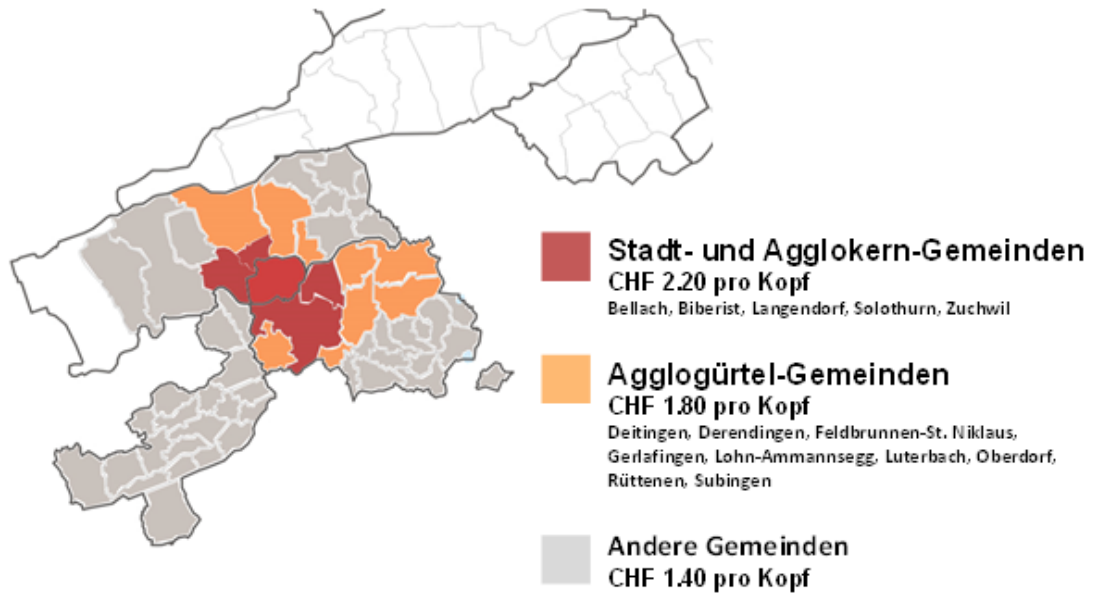 Stadt- und Agglokern-Gemeinden
CHF 2.20 pro Kopf
Bellach, Biberist, Langendorf, Solothurn, Zuchwil
Agglogürtel-Gemeinden
CHF 1.80 pro Kopf
Deitingen, Derendingen, Feldbrunnen-St. Niklaus,
Gerlafingen, Lohn-Ammannsegg, Luterbach, Oberdorf,
Rüttenen, Subingen
Andere Gemeinden
CHF 1.40 pro Kopf